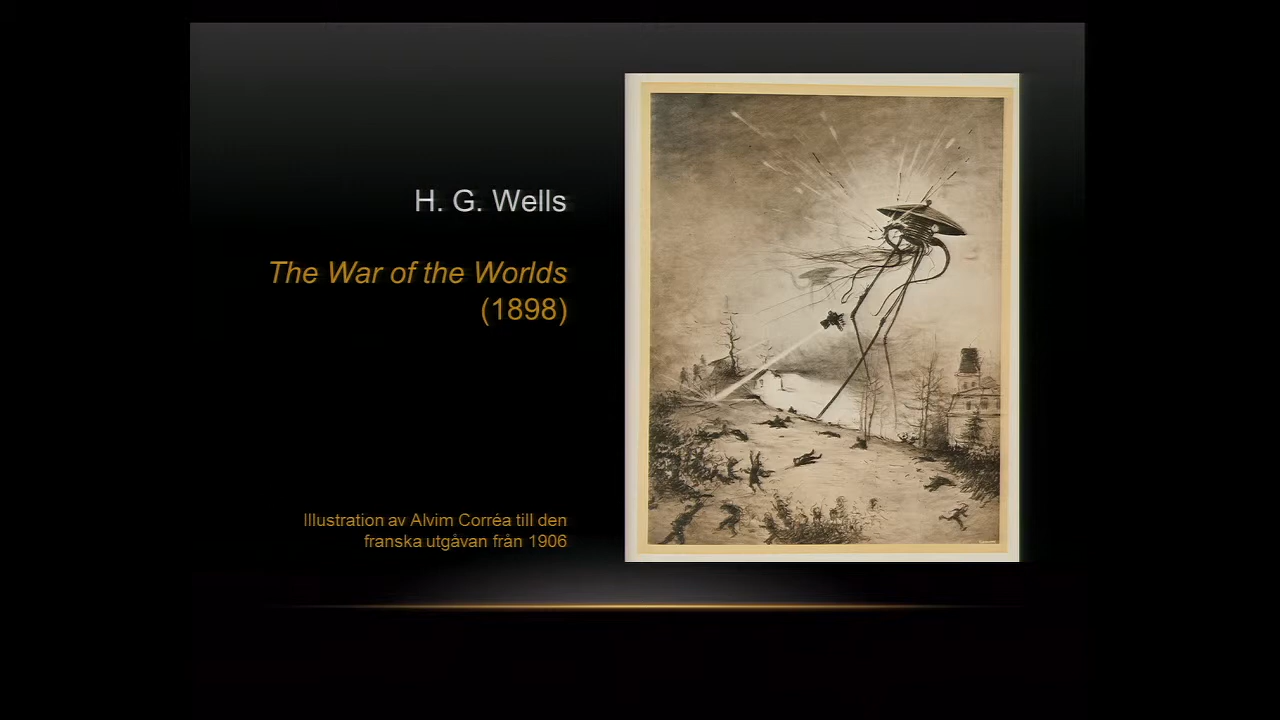 H. G. Wells
The War of the Worlds
(1898)
Illustration av Alvim Corréa till den
franska utgåvan från 1906